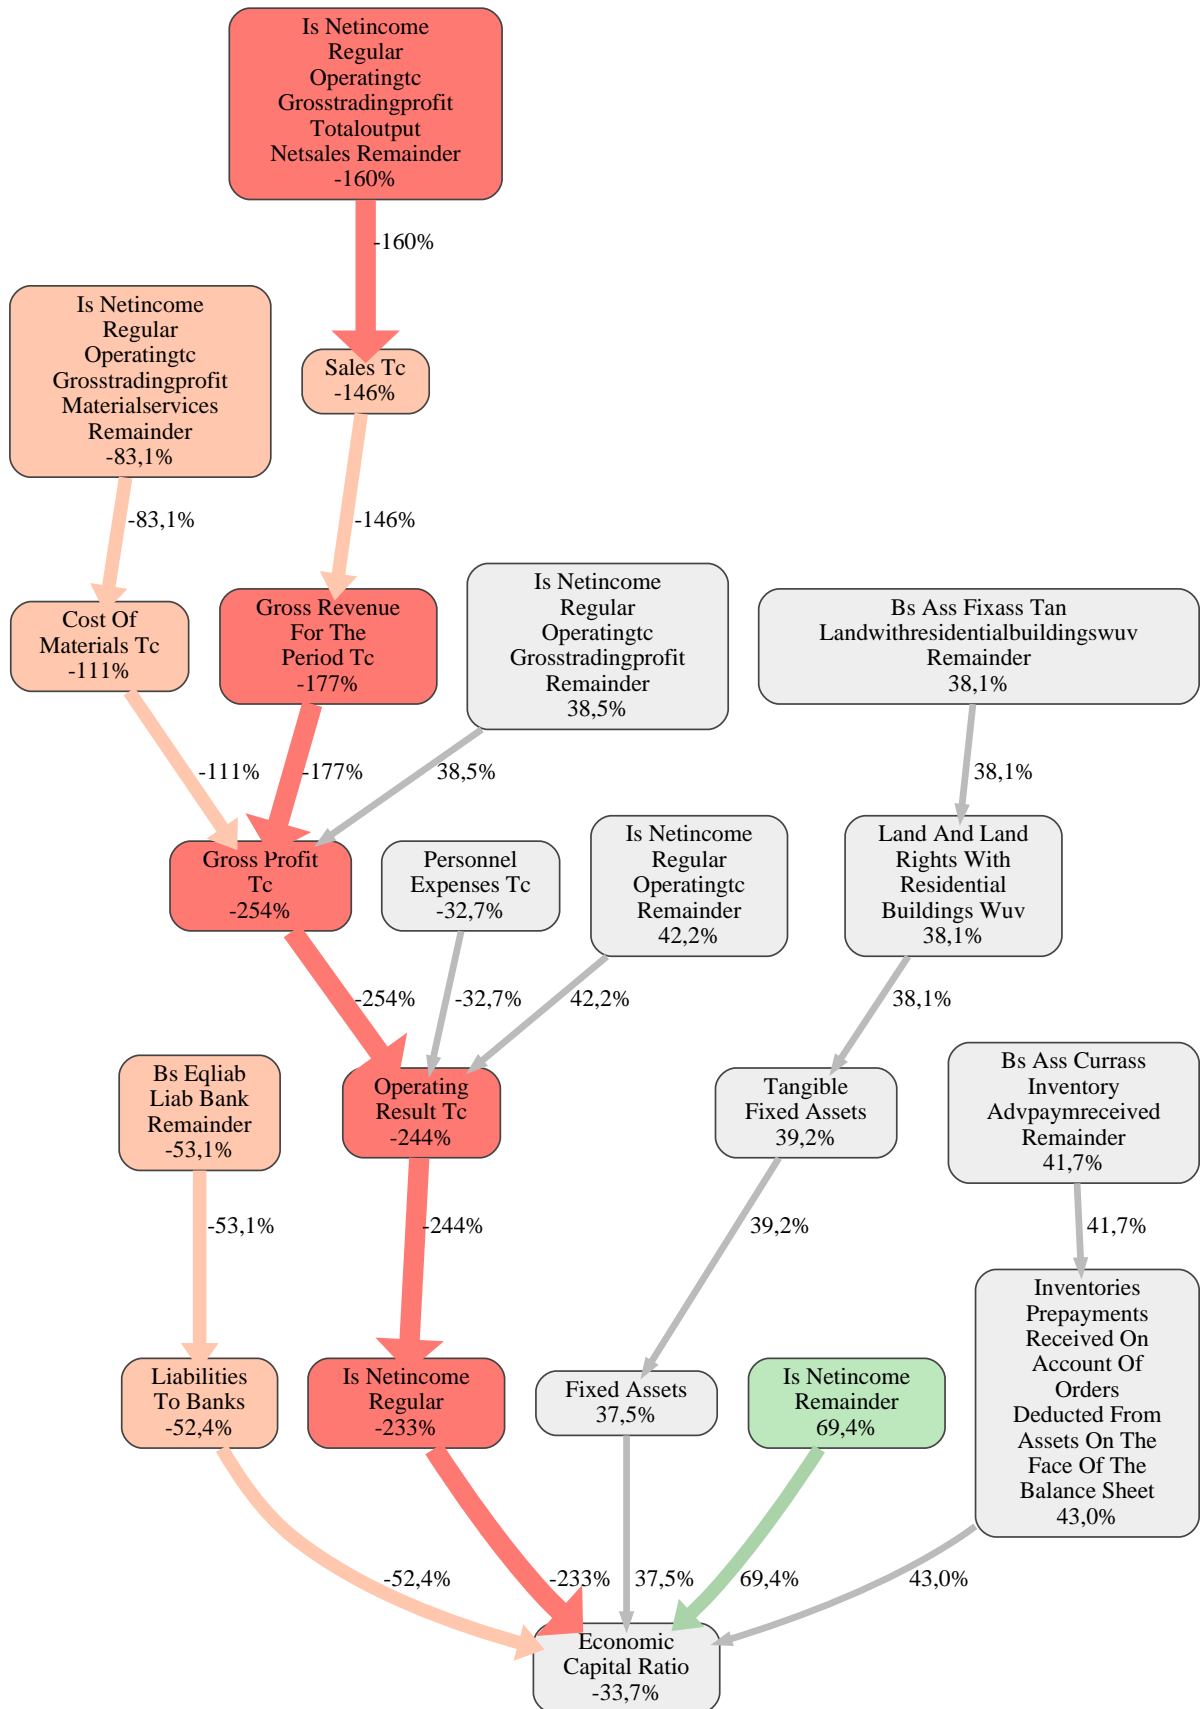 Is Netincome
Regular
Operatingtc
Grosstradingprofit
Totaloutput
Netsales Remainder
-160%
-160%
Is Netincome
Regular
Operatingtc
Grosstradingprofit
Materialservices
Remainder
-83,1%
Sales Tc
-146%
-83,1%
-146%
Is Netincome
Regular
Operatingtc
Grosstradingprofit
Remainder
38,5%
Cost Of
Materials Tc
-111%
Gross Revenue
For The
Period Tc
-177%
Bs Ass Fixass Tan
Landwithresidentialbuildingswuv
Remainder
38,1%
-111%
-177%
38,5%
38,1%
Gross Profit
Tc
-254%
Personnel
Expenses Tc
-32,7%
Is Netincome
Regular
Operatingtc
Remainder
42,2%
Land And Land
Rights With
Residential
Buildings Wuv
38,1%
-254%
-32,7%
42,2%
38,1%
Bs Eqliab
Liab Bank
Remainder
-53,1%
Operating
Result Tc
-244%
Tangible
Fixed Assets
39,2%
Bs Ass Currass
Inventory
Advpaymreceived
Remainder
41,7%
-53,1%
-244%
39,2%
41,7%
Liabilities
To Banks
-52,4%
Is Netincome
Regular
-233%
Fixed Assets
37,5%
Is Netincome
Remainder
69,4%
Inventories
Prepayments
Received On
Account Of
Orders
Deducted From
Assets On The
Face Of The
Balance Sheet
43,0%
-52,4%
-233%
37,5%
69,4%
43,0%
Economic
Capital Ratio
-33,7%